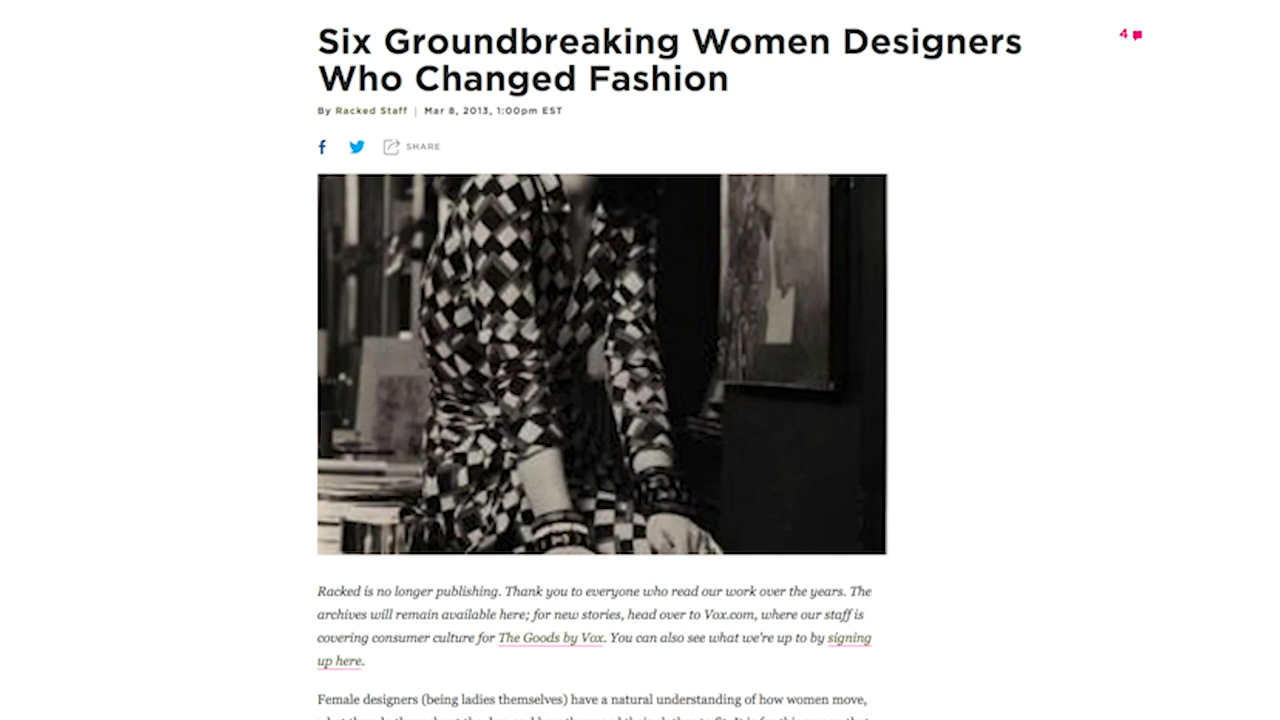 Six Groundbreaking Women Designers
Who Changed Fashion
4
By Racked Staff | Mar 8, 2013, 1:00pm EST
SHARE
Racked is no longer publishing. Thank you to everyone who read our work over the years. The
archives will remain available here; for new stories, head over to Vox.com, where our staff is
covering consumer culture for The Goods by Vox. You can also see what we're up to by signing
up here.
Female designers (being ladies themselves) have a natural understanding of how women move,